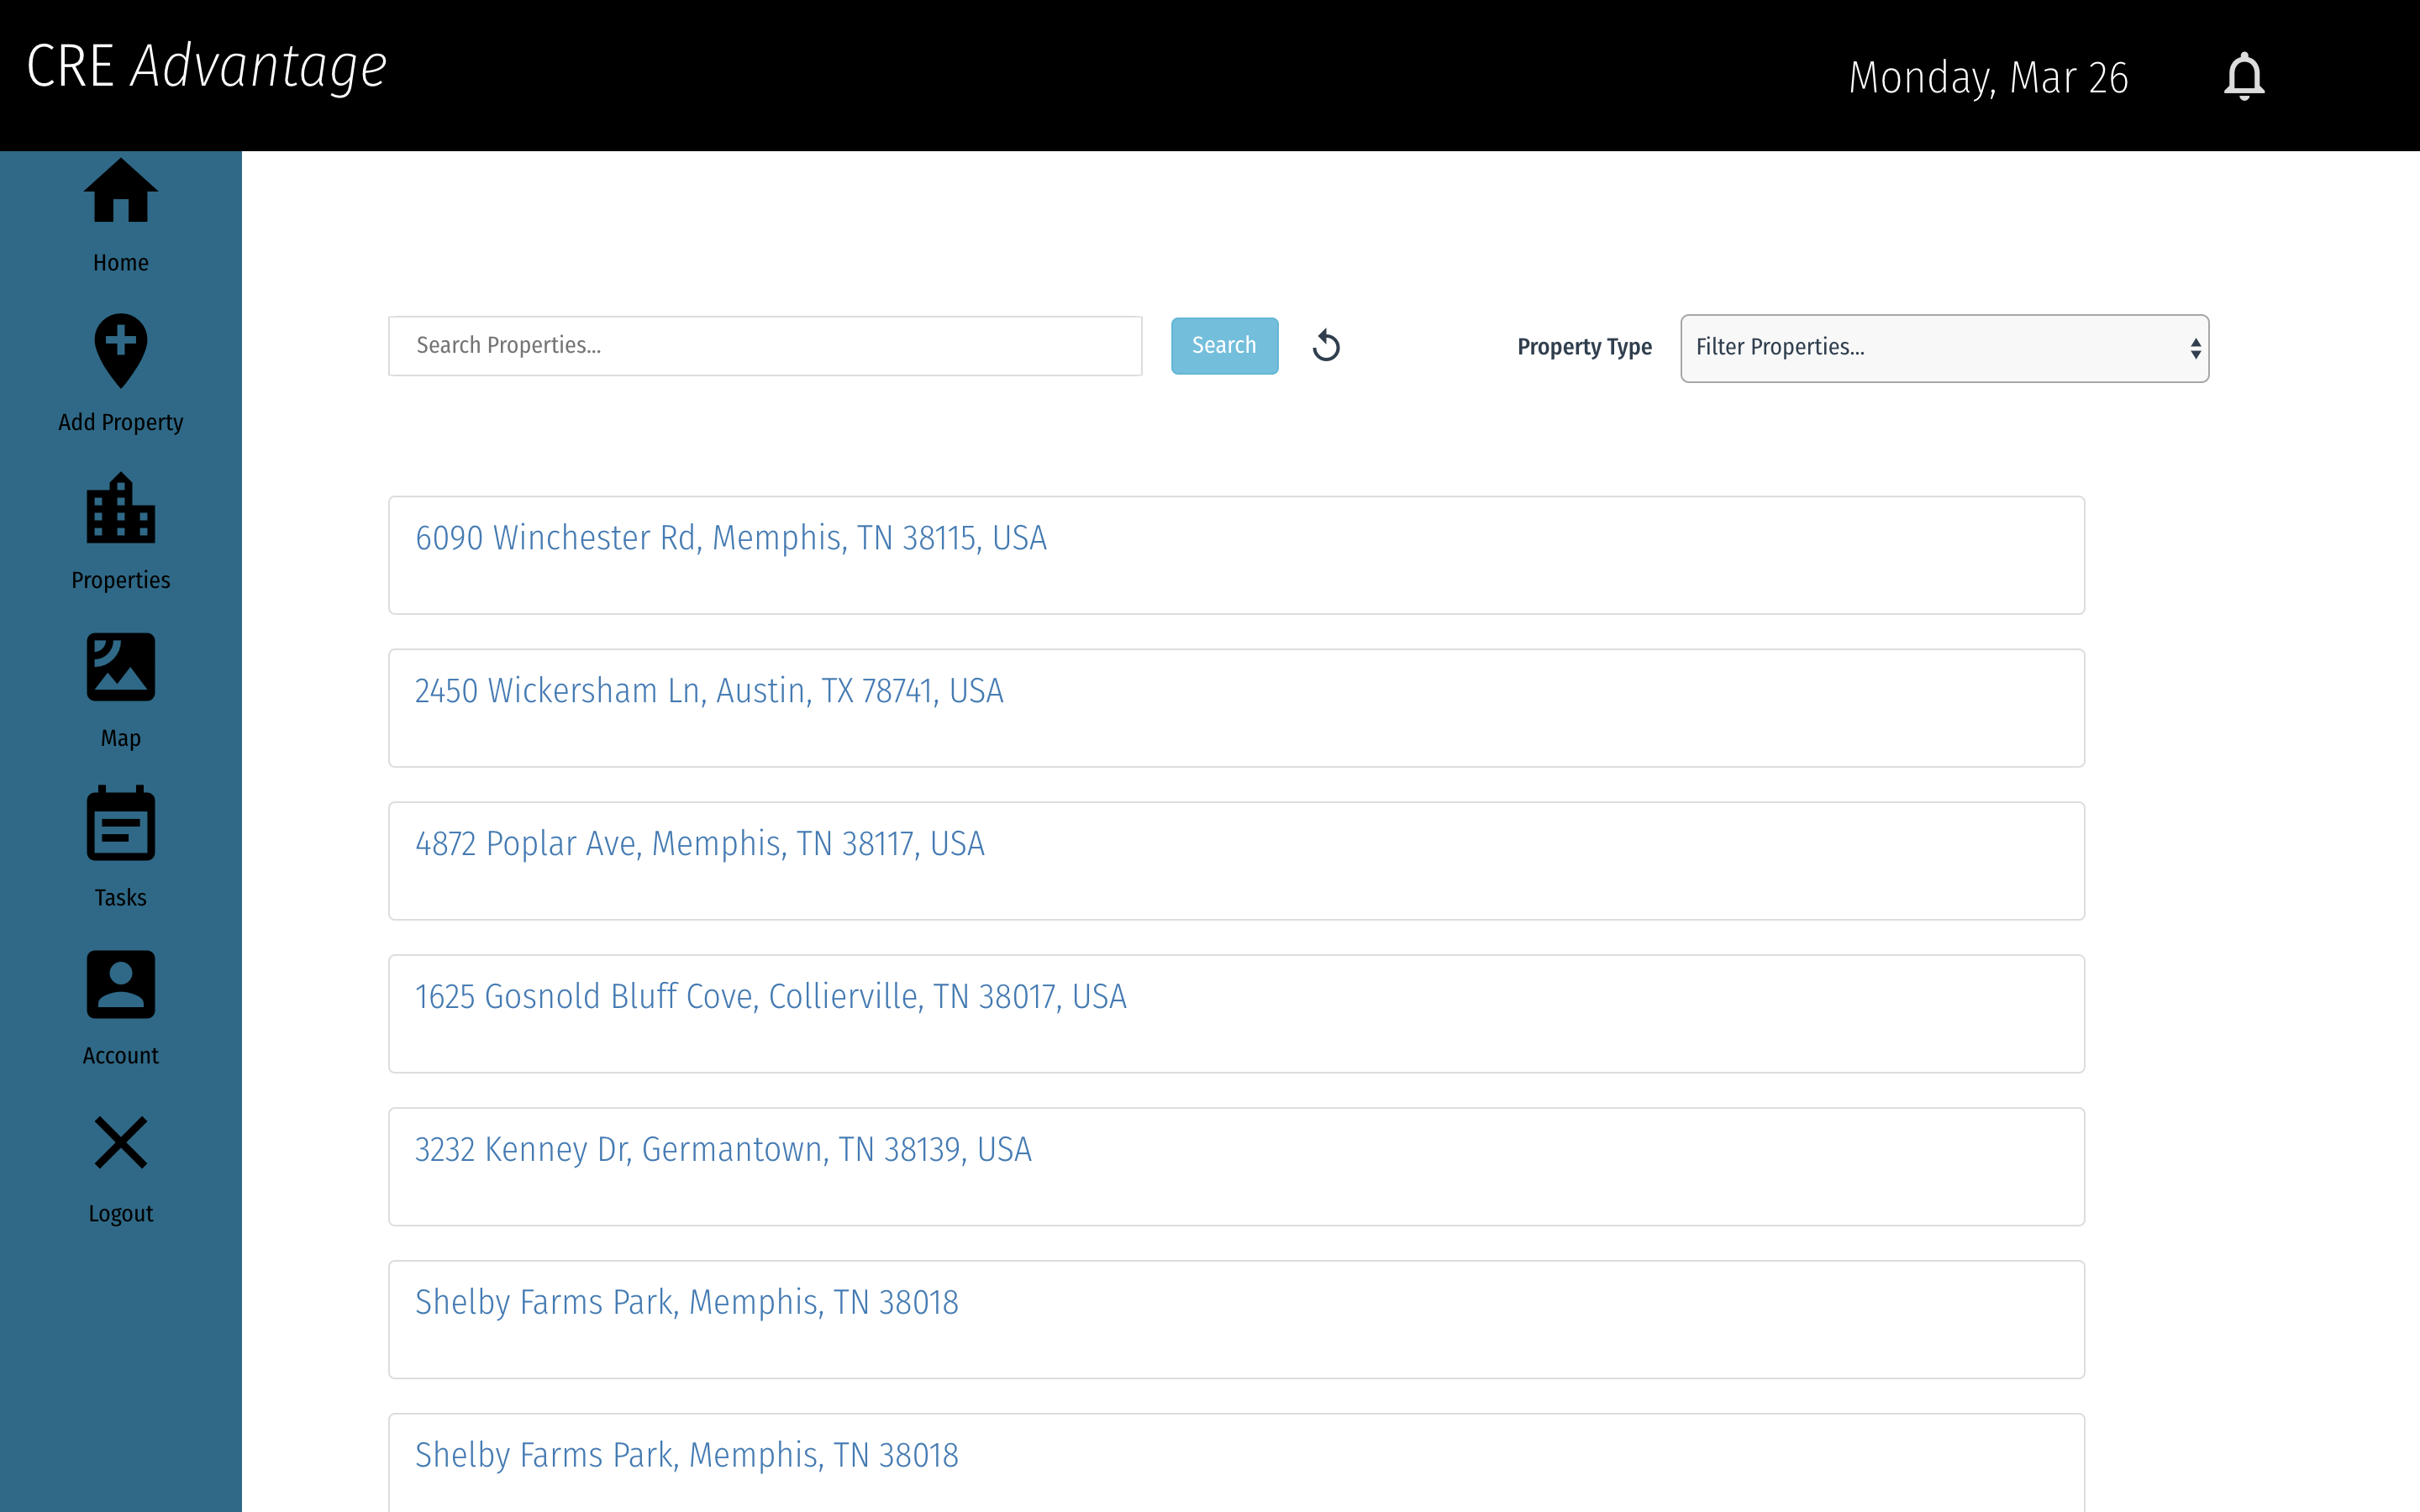 CRE Advantage
Monday, Mar 26
Home
Add Property
Properties
Map
Tasks
Account
Logout
Search Properties...
Search
Property Type
Filter Properties...
6090 Winchester Rd, Memphis, TN 38115, USA
2450 Wickersham Ln, Austin, TX 78741, USA
4872 Poplar Ave, Memphis, TN 38117, USA
1625 Gosnold Bluff Cove, Collierville, TN 38017, USA
3232 Kenney Dr, Germantown, TN 38139, USA
Shelby Farms Park, Memphis, TN 38018
Shelby Farms Park, Memphis, TN 38018